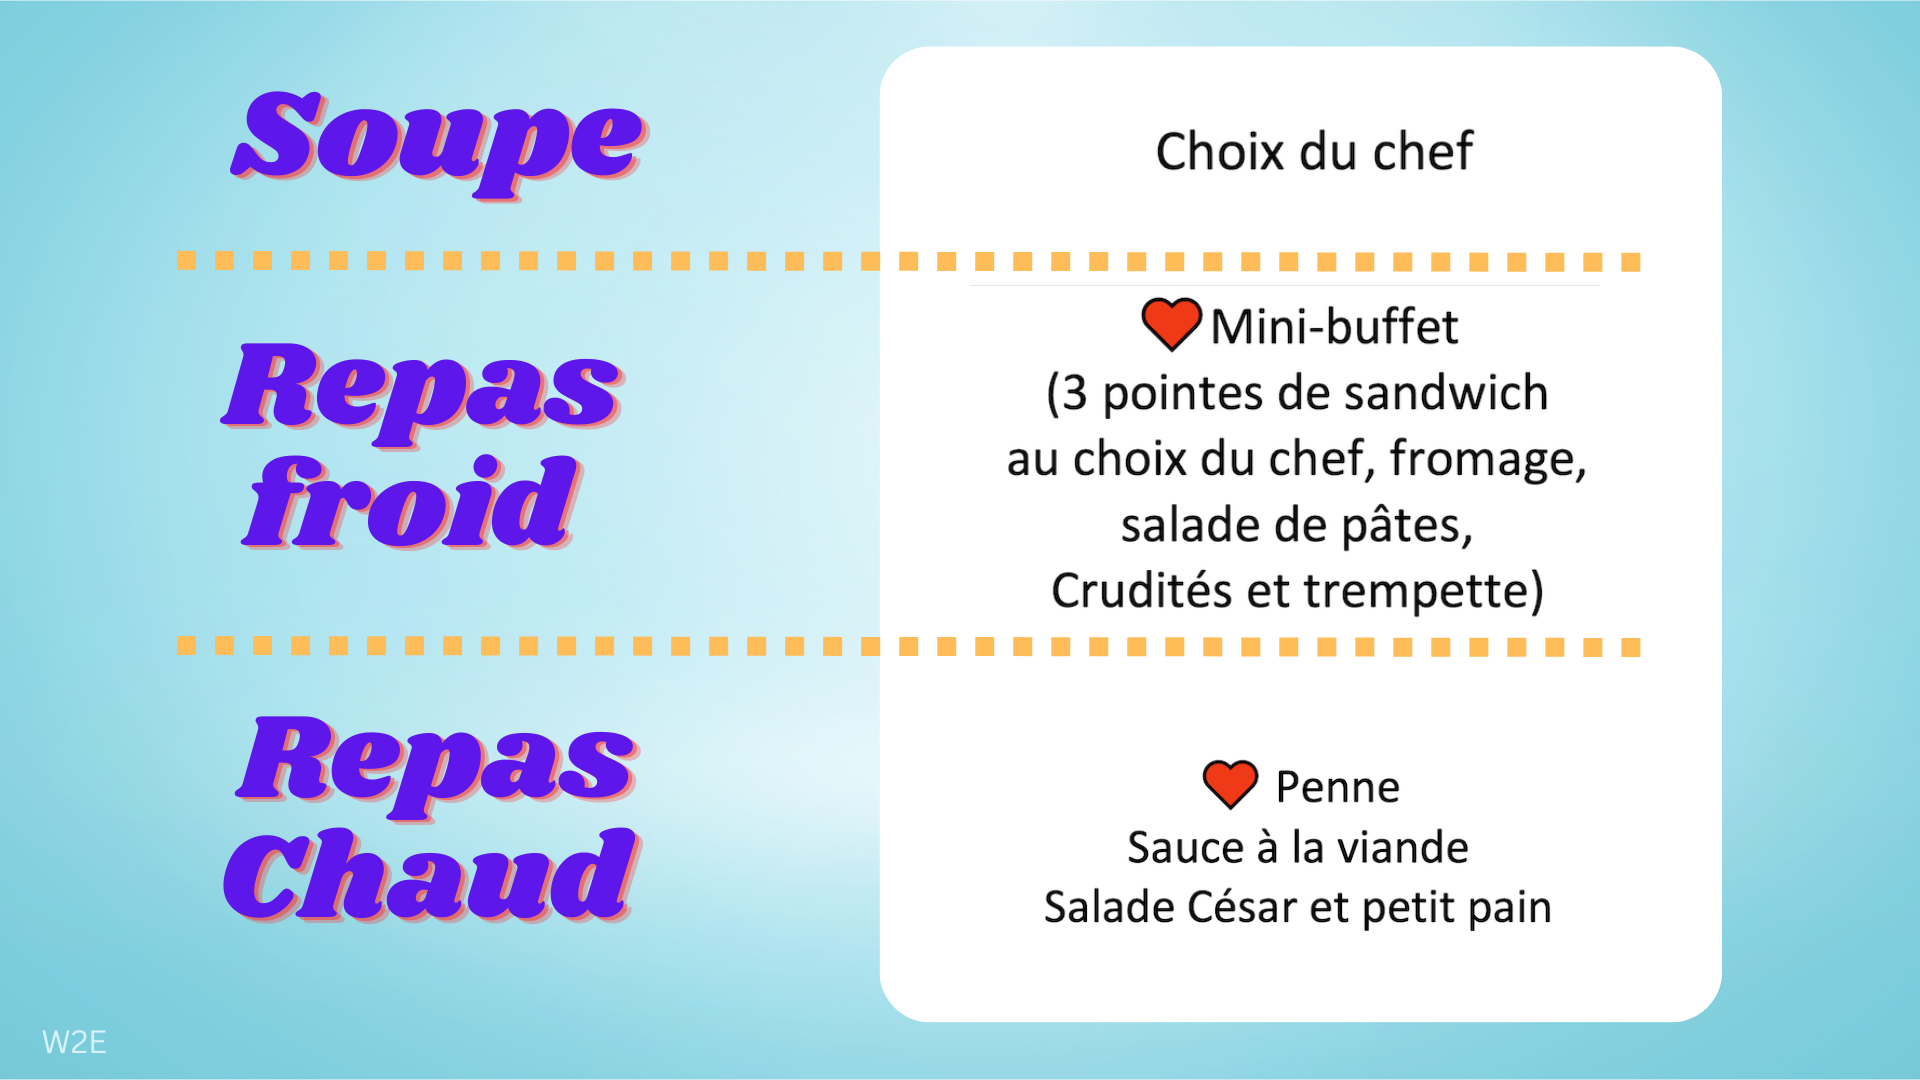 Soupe
Choix du chef
Repas
froid
Mini-buffet
(3 pointes de sandwich
au choix du chef, fromage,
salade de pâtes,
Crudités et trempette)
Repas
Chaud
Penne
Sauce à la viande
Salade César et petit pain
W2E